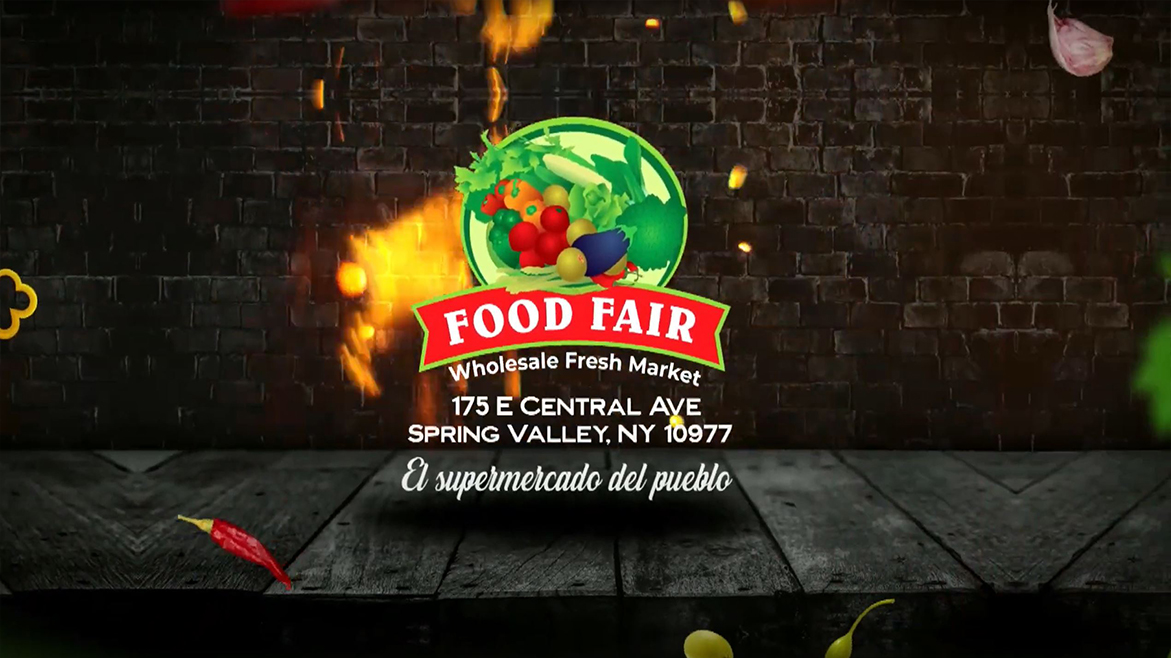 FOOD FAIR
Wholesale Fresh Market
175 E CENTRAL AVE
SPRING VALLEY, NY 10977
El supermercado del pueblo